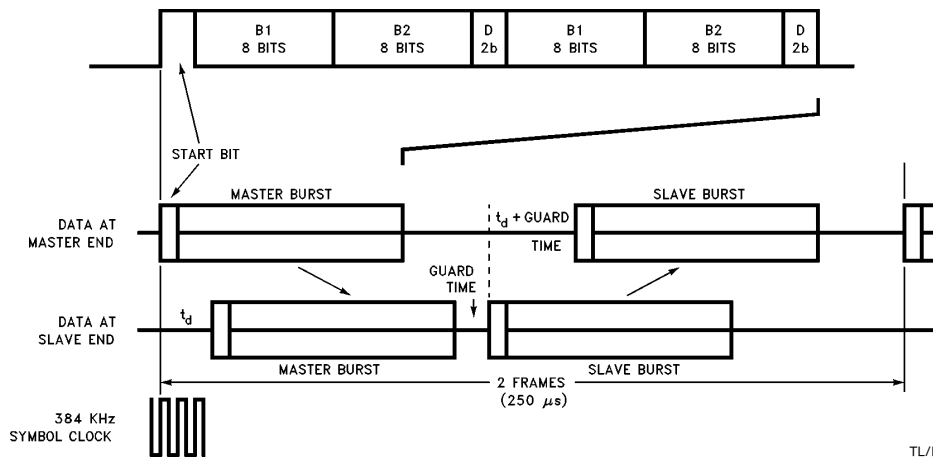 B1
8 BITS
B2
8 BITS
D
2b
B1
8 BITS
B2
8 BITS
D
2b
START BIT
MASTER BURST
SLAVE BURST
DATA AT
MASTER END
td + GUARD
TIME
GUARD
TIME
DATA AT
SLAVE END
td
MASTER BURST
SLAVE BURST
2 FRAMES
(250 μs)
384 KHz
SYMBOL CLOCK